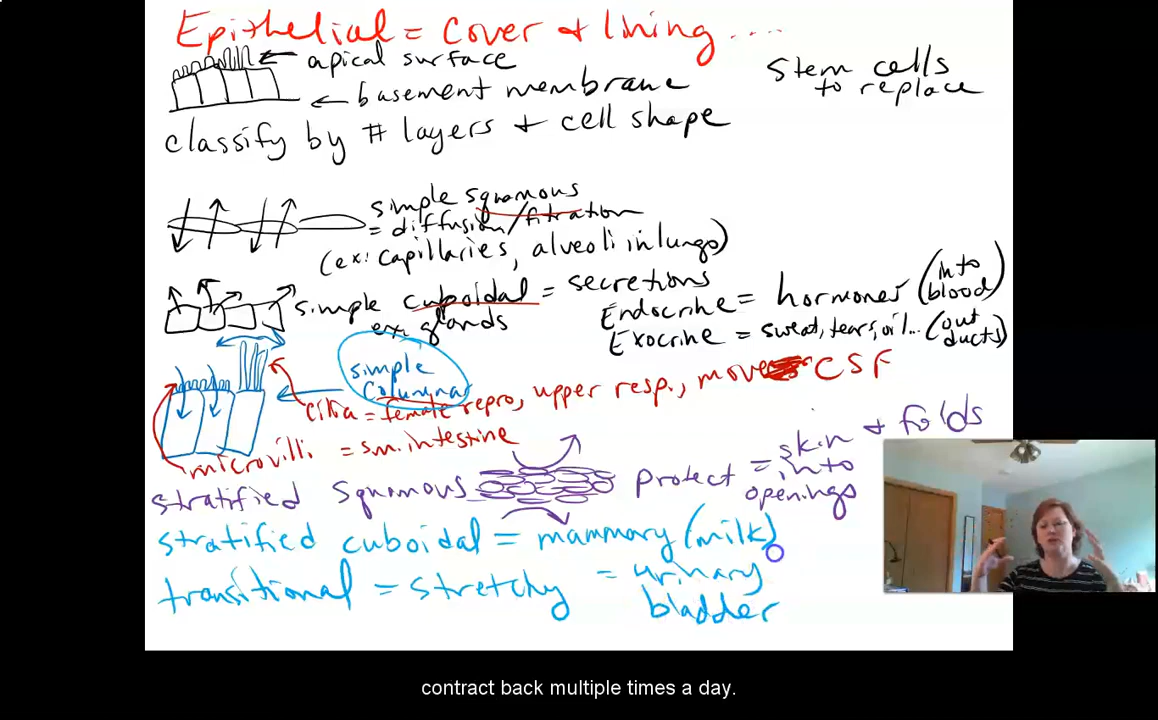 Epithelial = cover & lining ....
← apical surface
← basement membrane
stem cells
to replace
classify by # layers & cell shape
simple squamous
= diffusion/fitration
(ex: capillaries, alveoli in lungs)
simple cuboidal = secretions
ex: glands
Endocrine = hormones (into
blood)
Exocrine = sweat, tears, oil... (out
ducts)
simple
columnar
cilia = female repro, upper resp., move CSF
microvilli = sm. intestine
stratified squamous protect = skin & folds
into
openings
stratified cuboidal = mammary (milk)
transitional = stretchy = urinary
bladder
contract back multiple times a day.